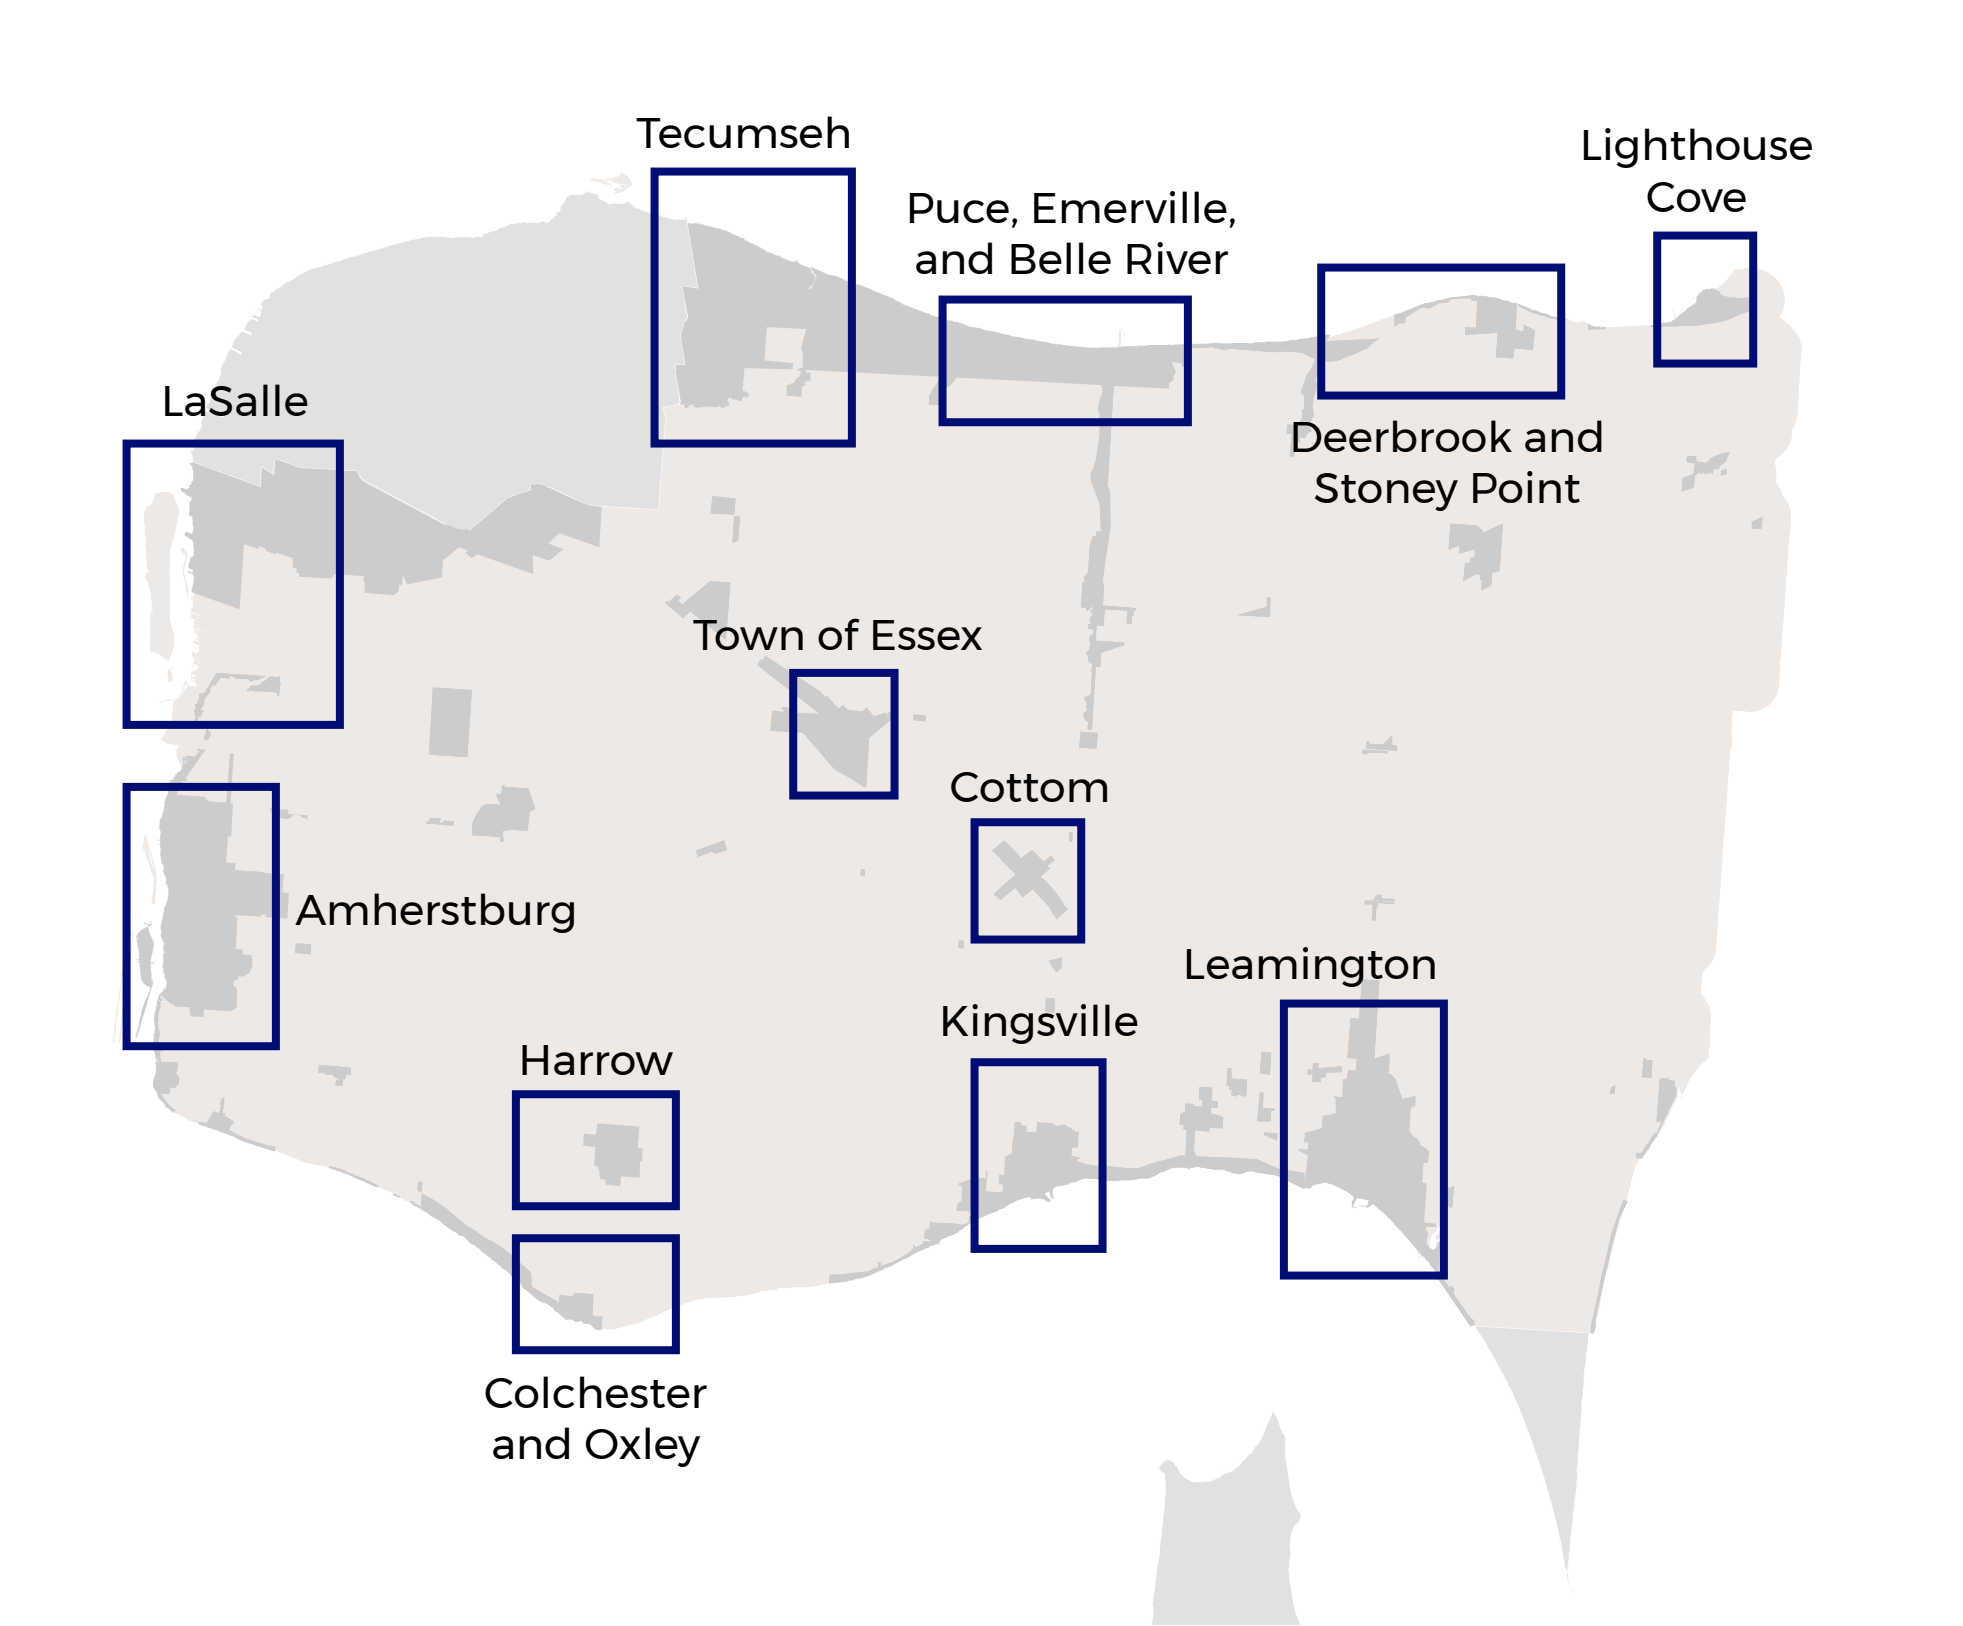 Tecumseh
Lighthouse
Cove
Puce, Emerville,
and Belle River
LaSalle
Deerbrook and
Stoney Point
Town of Essex
Cottom
Amherstburg
Leamington
Kingsville
Harrow
Colchester
and Oxley